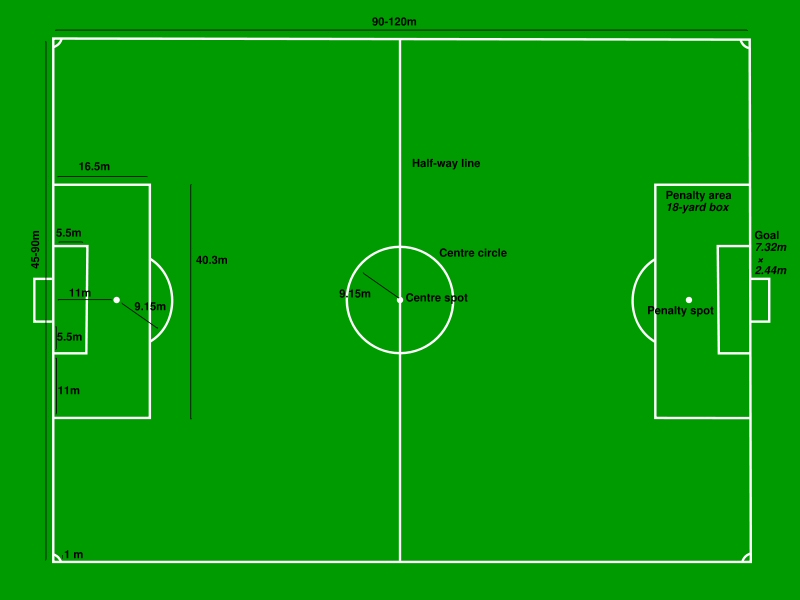 90-120m
Half-way line
16.5m
Penalty area
18-yard box
5.5m
45-90m
Goal
7.32m
×
2.44m
Centre circle
40.3m
11m
9.15m
9.15m
Centre spot
Penalty spot
5.5m
11m
1 m